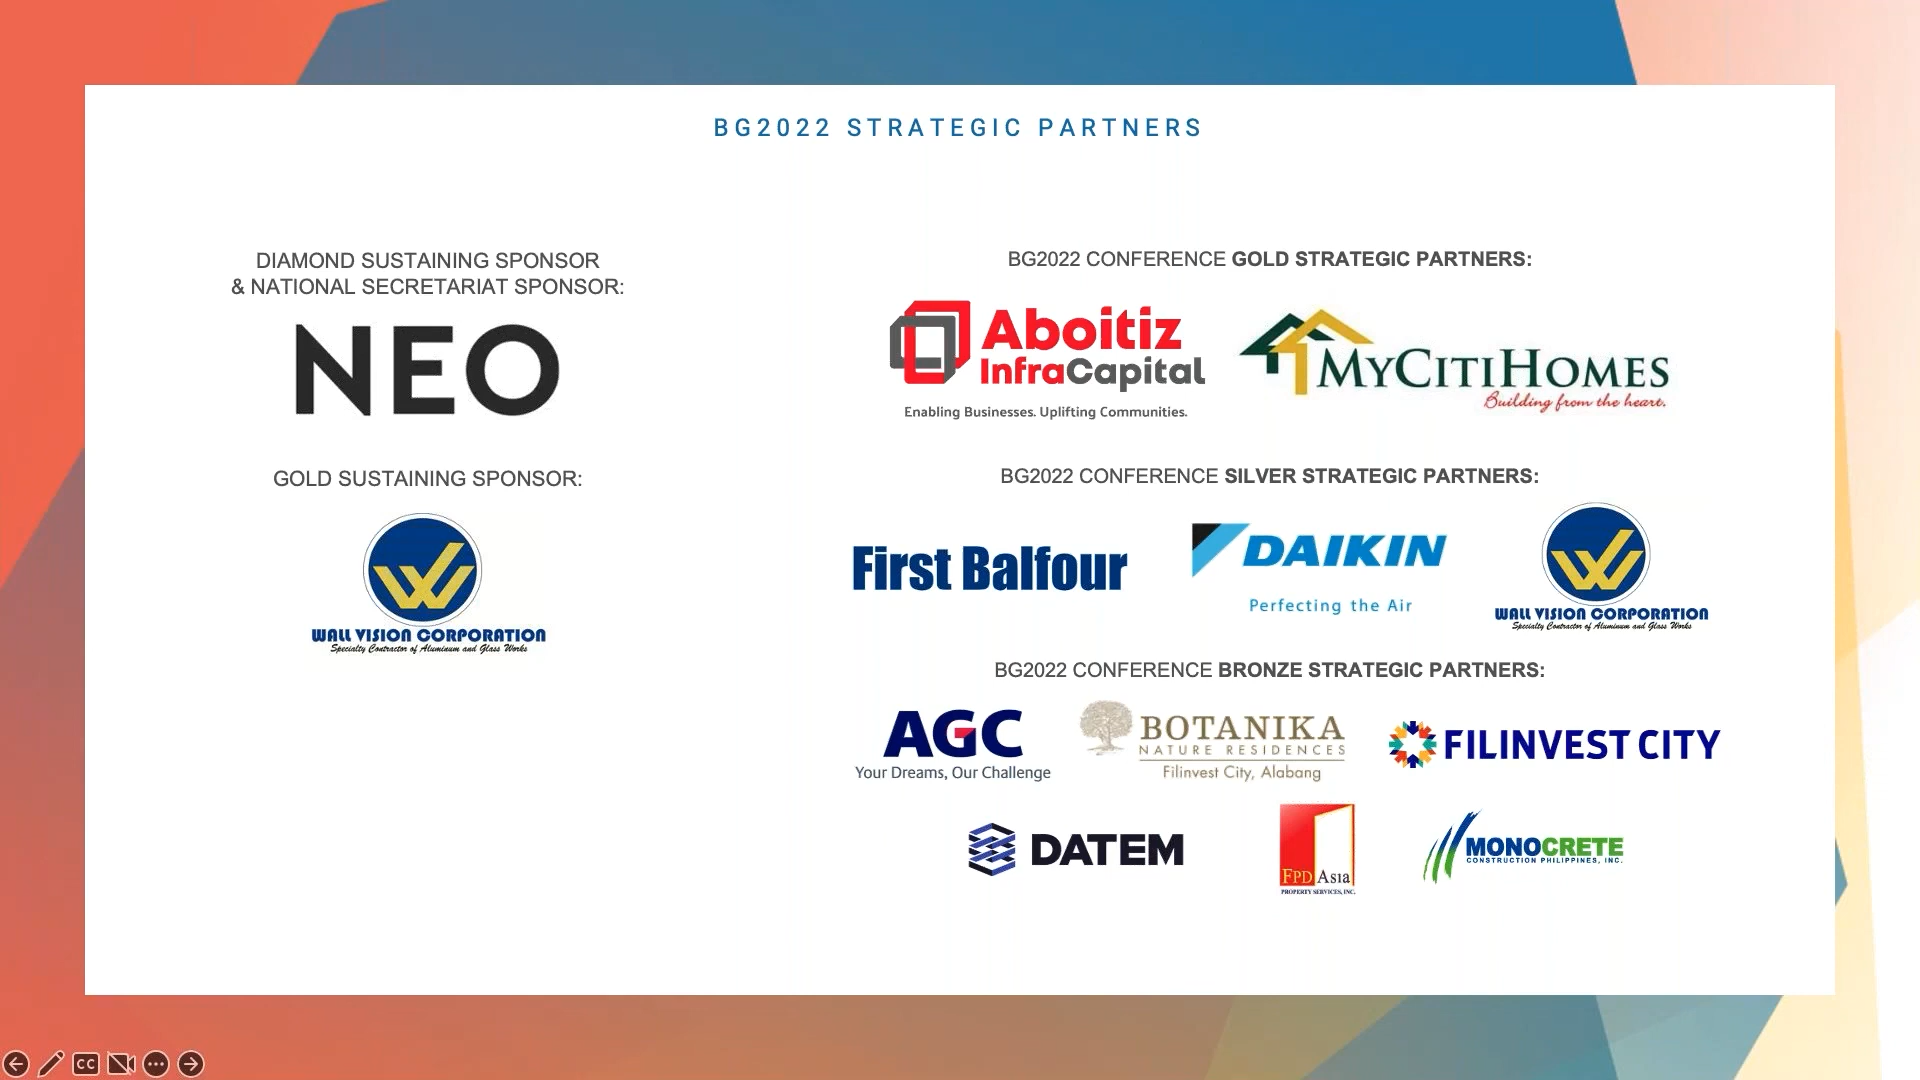 BG2022 STRATEGIC PARTNERS
DIAMOND SUSTAINING SPONSOR
& NATIONAL SECRETARIAT SPONSOR:
NEO
GOLD SUSTAINING SPONSOR:
W
WALL VISION CORPORATION
Specialty Contractor of Aluminum and Glass Works
BG2022 CONFERENCE GOLD STRATEGIC PARTNERS:
Aboitiz
InfraCapital
Enabling Businesses. Uplifting Communities.
MYCITIHOMES
Building from the heart.
BG2022 CONFERENCE SILVER STRATEGIC PARTNERS:
First Balfour
DAIKIN
Perfecting the Air
W
WALL VISION CORPORATION
Specialty Contractor of Aluminum and Glass Works
BG2022 CONFERENCE BRONZE STRATEGIC PARTNERS:
AGC
Your Dreams, Our Challenge
BOTANIKA
NATURE RESIDENCES
Filinvest City, Alabang
FILINVEST CITY
DATEM
FPD Asia
PROPERTY SERVICES, INC.
MONOCRETE
CONSTRUCTION PHILIPPINES, INC.
CC